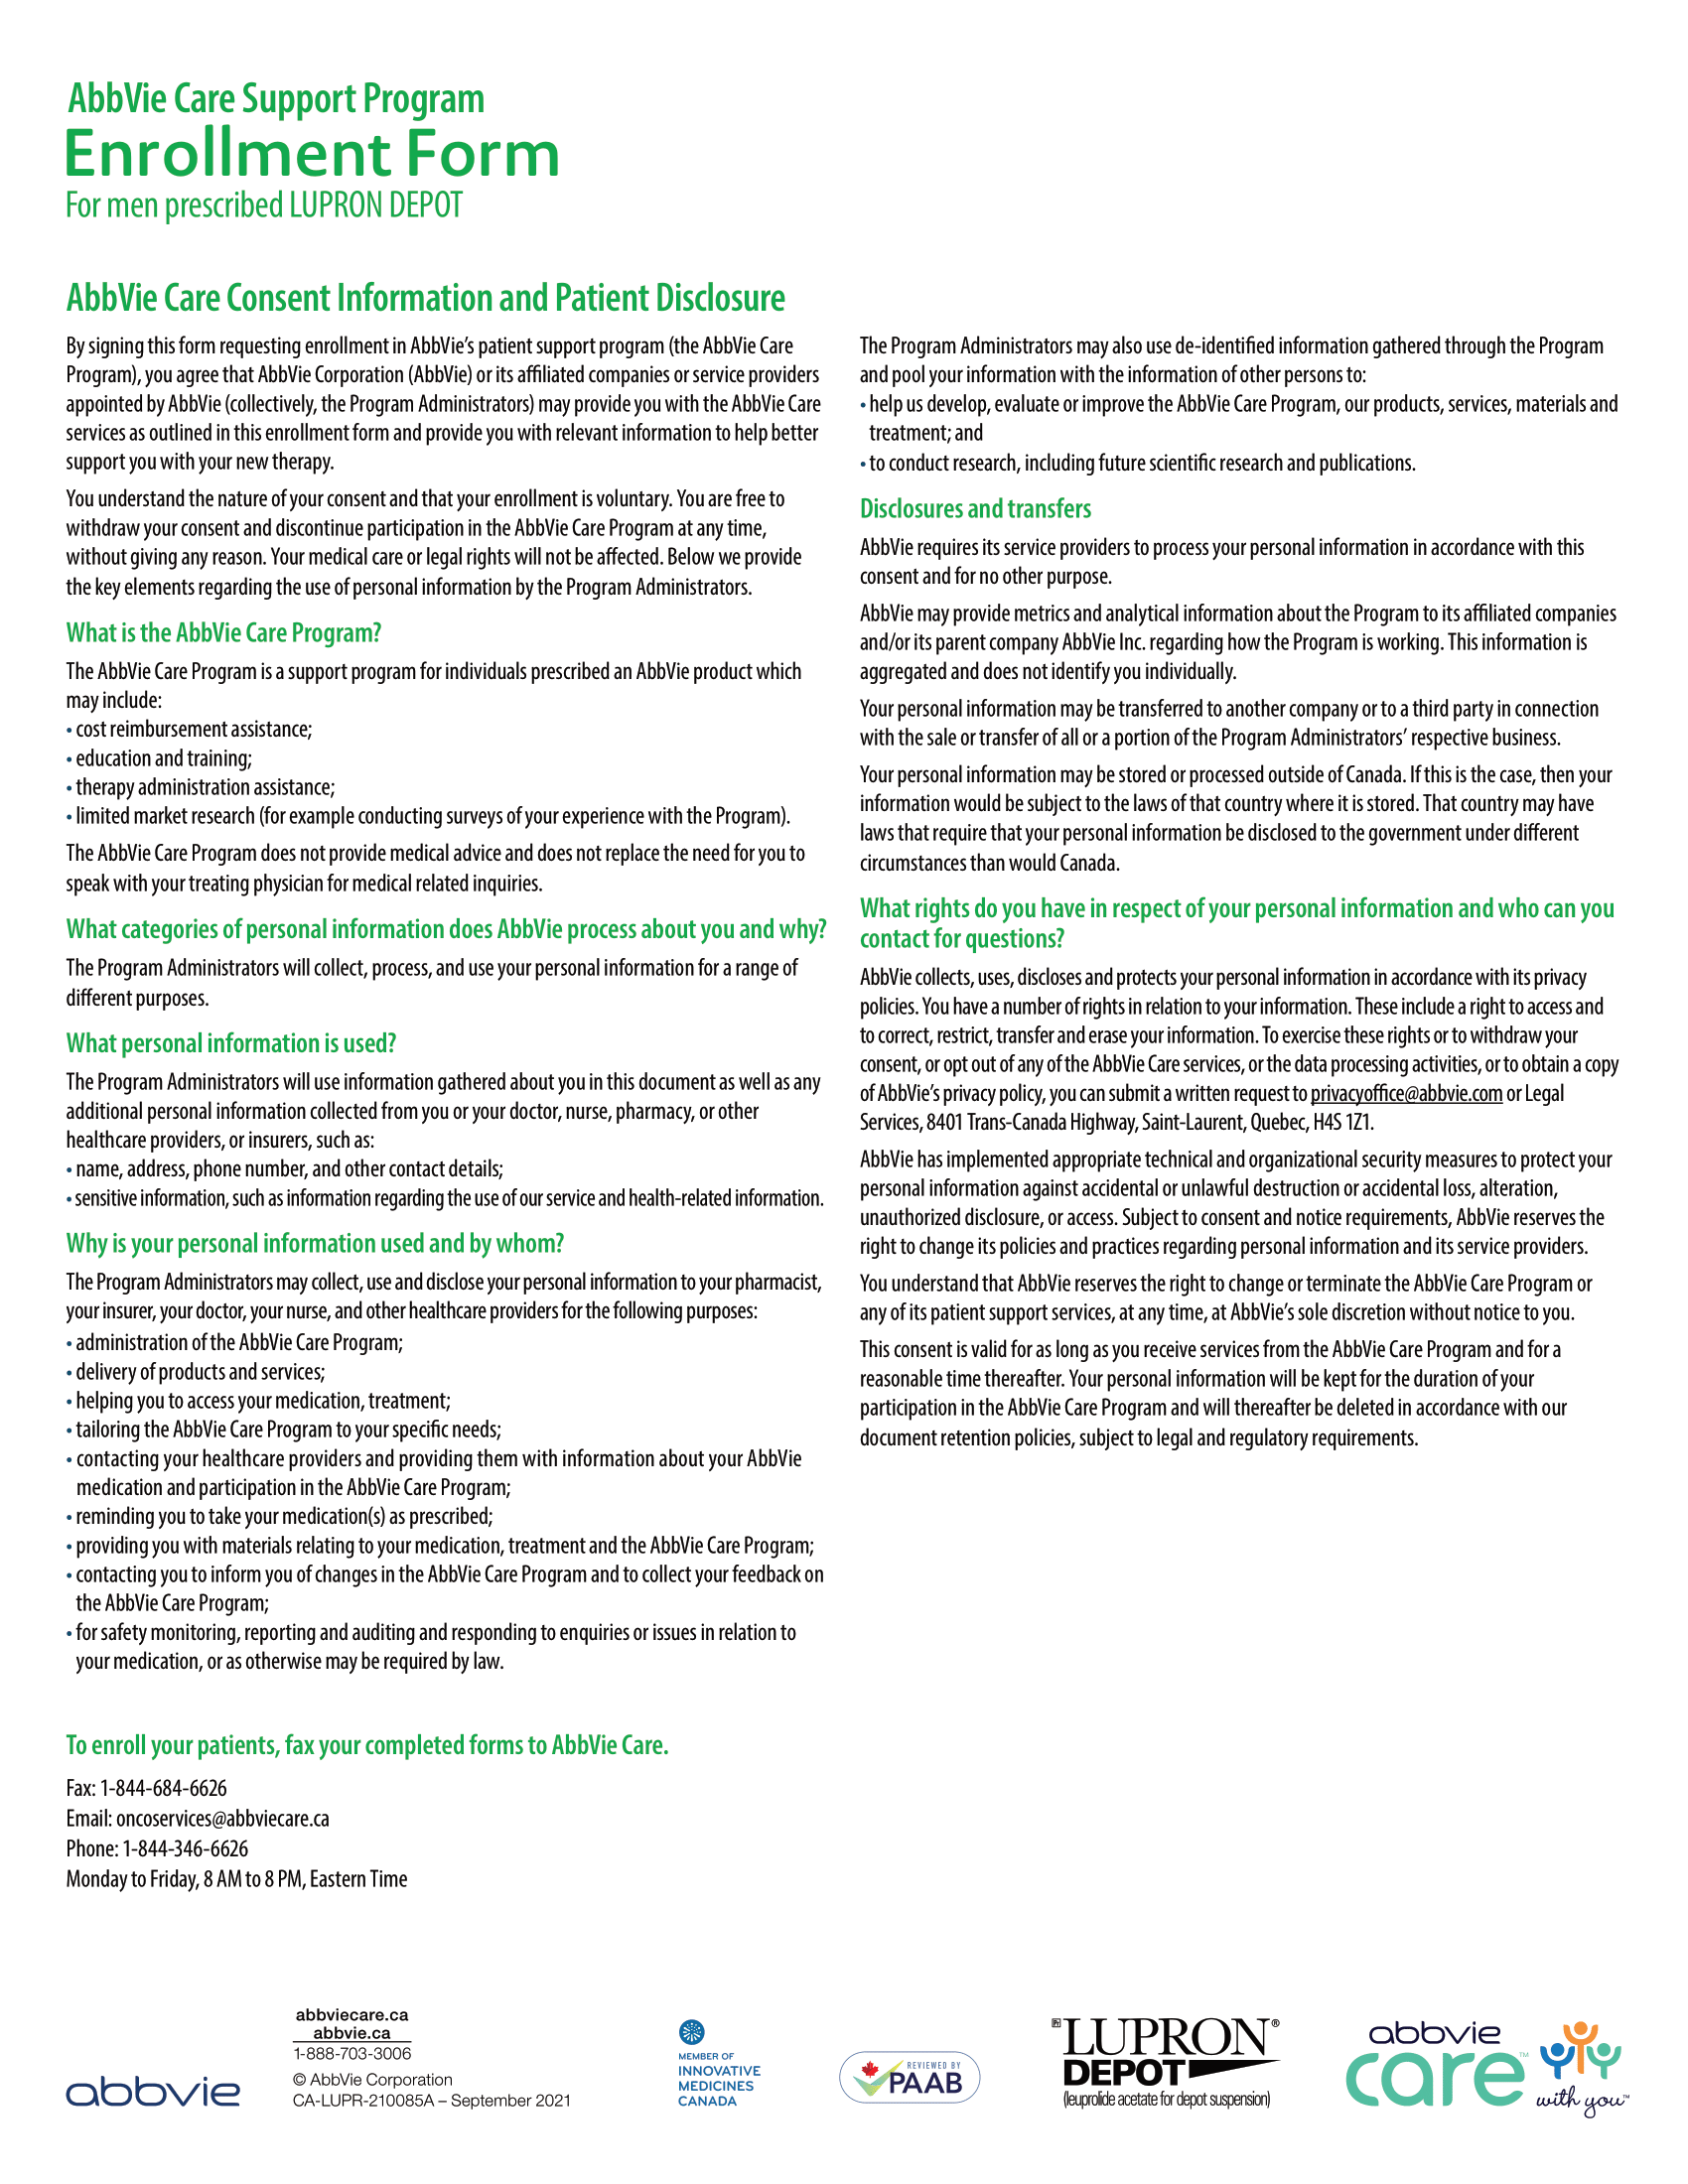 AbbVie Care Support Program
Enrollment Form
For men prescribed LUPRON DEPOT
AbbVie Care Consent Information and Patient Disclosure
By signing this form requesting enrollment in AbbVie’s patient support program (the AbbVie Care
Program), you agree that AbbVie Corporation (AbbVie) or its affiliated companies or service providers
appointed by AbbVie (collectively, the Program Administrators) may provide you with the AbbVie Care
services as outlined in this enrollment form and provide you with relevant information to help better
support you with your new therapy.
You understand the nature of your consent and that your enrollment is voluntary. You are free to
withdraw your consent and discontinue participation in the AbbVie Care Program at any time,
without giving any reason. Your medical care or legal rights will not be affected. Below we provide
the key elements regarding the use of personal information by the Program Administrators.
What is the AbbVie Care Program?
The AbbVie Care Program is a support program for individuals prescribed an AbbVie product which
may include:
• cost reimbursement assistance;
• education and training;
• therapy administration assistance;
• limited market research (for example conducting surveys of your experience with the Program).
The AbbVie Care Program does not provide medical advice and does not replace the need for you to
speak with your treating physician for medical related inquiries.
What categories of personal information does AbbVie process about you and why?
The Program Administrators will collect, process, and use your personal information for a range of
different purposes.
What personal information is used?
The Program Administrators will use information gathered about you in this document as well as any
additional personal information collected from you or your doctor, nurse, pharmacy, or other
healthcare providers, or insurers, such as:
• name, address, phone number, and other contact details;
• sensitive information, such as information regarding the use of our service and health-related information.
Why is your personal information used and by whom?
The Program Administrators may collect, use and disclose your personal information to your pharmacist,
your insurer, your doctor, your nurse, and other healthcare providers for the following purposes:
• administration of the AbbVie Care Program;
• delivery of products and services;
• helping you to access your medication, treatment;
• tailoring the AbbVie Care Program to your specific needs;
• contacting your healthcare providers and providing them with information about your AbbVie
medication and participation in the AbbVie Care Program;
• reminding you to take your medication(s) as prescribed;
• providing you with materials relating to your medication, treatment and the AbbVie Care Program;
• contacting you to inform you of changes in the AbbVie Care Program and to collect your feedback on
the AbbVie Care Program;
• for safety monitoring, reporting and auditing and responding to enquiries or issues in relation to
your medication, or as otherwise may be required by law.
The Program Administrators may also use de-identified information gathered through the Program
and pool your information with the information of other persons to:
• help us develop, evaluate or improve the AbbVie Care Program, our products, services, materials and
treatment; and
• to conduct research, including future scientific research and publications.
Disclosures and transfers
AbbVie requires its service providers to process your personal information in accordance with this
consent and for no other purpose.
AbbVie may provide metrics and analytical information about the Program to its affiliated companies
and/or its parent company AbbVie Inc. regarding how the Program is working. This information is
aggregated and does not identify you individually.
Your personal information may be transferred to another company or to a third party in connection
with the sale or transfer of all or a portion of the Program Administrators’ respective business.
Your personal information may be stored or processed outside of Canada. If this is the case, then your
information would be subject to the laws of that country where it is stored. That country may have
laws that require that your personal information be disclosed to the government under different
circumstances than would Canada.
What rights do you have in respect of your personal information and who can you
contact for questions?
AbbVie collects, uses, discloses and protects your personal information in accordance with its privacy
policies. You have a number of rights in relation to your information. These include a right to access and
to correct, restrict, transfer and erase your information. To exercise these rights or to withdraw your
consent, or opt out of any of the AbbVie Care services, or the data processing activities, or to obtain a copy
of AbbVie’s privacy policy, you can submit a written request to privacyoffice@abbvie.com or Legal
Services, 8401 Trans-Canada Highway, Saint-Laurent, Quebec, H4S 1Z1.
AbbVie has implemented appropriate technical and organizational security measures to protect your
personal information against accidental or unlawful destruction or accidental loss, alteration,
unauthorized disclosure, or access. Subject to consent and notice requirements, AbbVie reserves the
right to change its policies and practices regarding personal information and its service providers.
You understand that AbbVie reserves the right to change or terminate the AbbVie Care Program or
any of its patient support services, at any time, at AbbVie’s sole discretion without notice to you.
This consent is valid for as long as you receive services from the AbbVie Care Program and for a
reasonable time thereafter. Your personal information will be kept for the duration of your
participation in the AbbVie Care Program and will thereafter be deleted in accordance with our
document retention policies, subject to legal and regulatory requirements.
To enroll your patients, fax your completed forms to AbbVie Care.
Fax: 1-844-684-6626
Email: oncoservices@abbviecare.ca
Phone: 1-844-346-6626
Monday to Friday, 8 AM to 8 PM, Eastern Time
abbvie
abbviecare.ca
abbvie.ca
1-888-703-3006
© AbbVie Corporation
CA-LUPR-210085A – September 2021
MEMBER OF
INNOVATIVE
MEDICINES
CANADA
REVIEWED BY
PAAB
Pr LUPRON®
DEPOT
(leuprolide acetate for depot suspension)
abbvie
care™
with you™